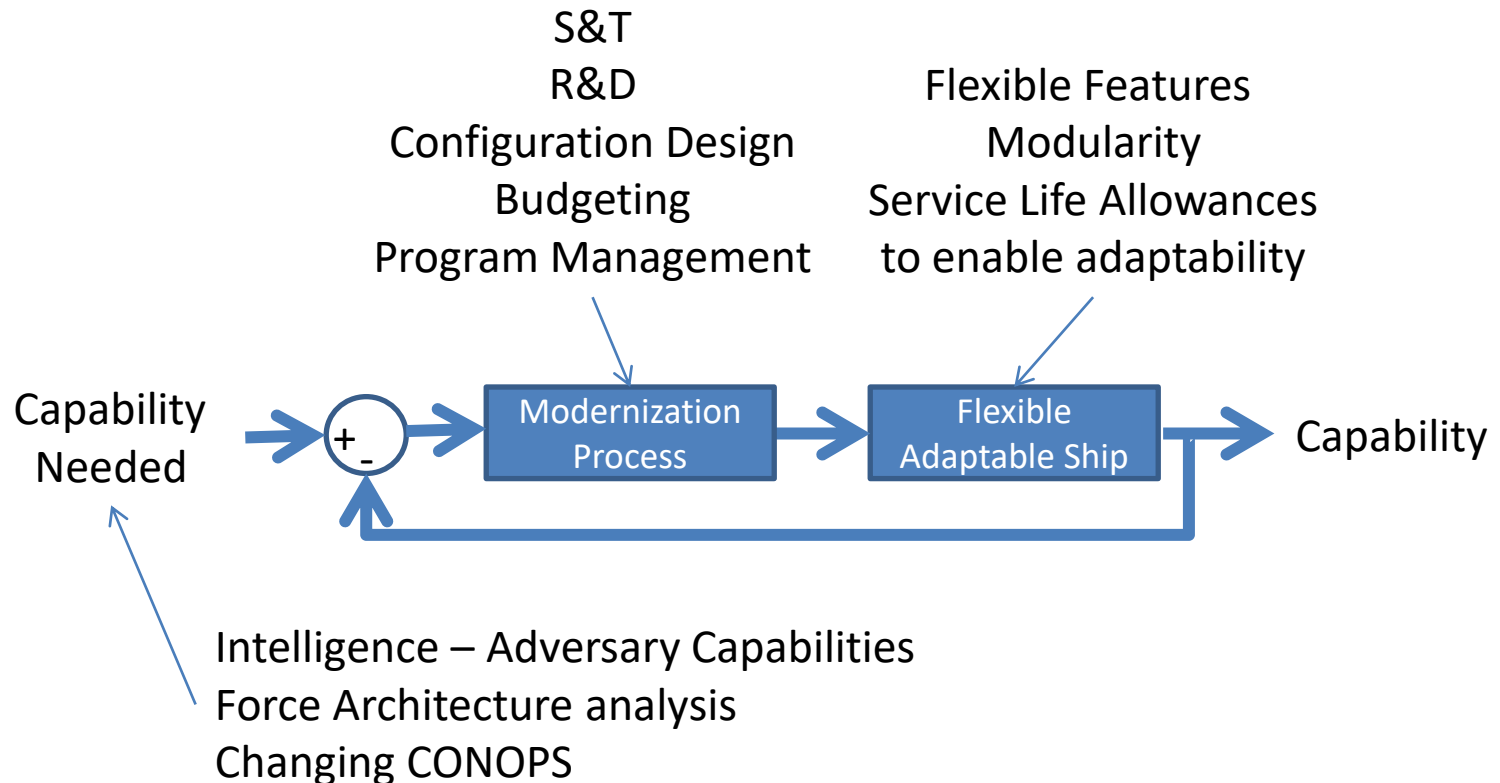 S&T
R&D
Configuration Design
Budgeting
Program Management
Flexible Features
Modularity
Service Life Allowances
to enable adaptability
Capability
Needed
+
-
Modernization
Process
Flexible
Adaptable Ship
Capability
Intelligence – Adversary Capabilities
Force Architecture analysis
Changing CONOPS